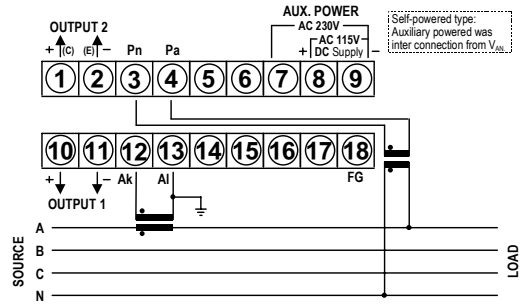 AUX. POWER
OUTPUT 2
AC 230V
AC 115V
+ (C) (E) − Pn Pa + DC Supply −
Self-powered type:
Auxiliary powered was
inter connection from VAN.
1 2 3 4 5 6 7 8 9
10 11 12 13 14 15 16 17 18
+ − Ak Al FG
OUTPUT 1
SOURCE
A
B
C
N
LOAD